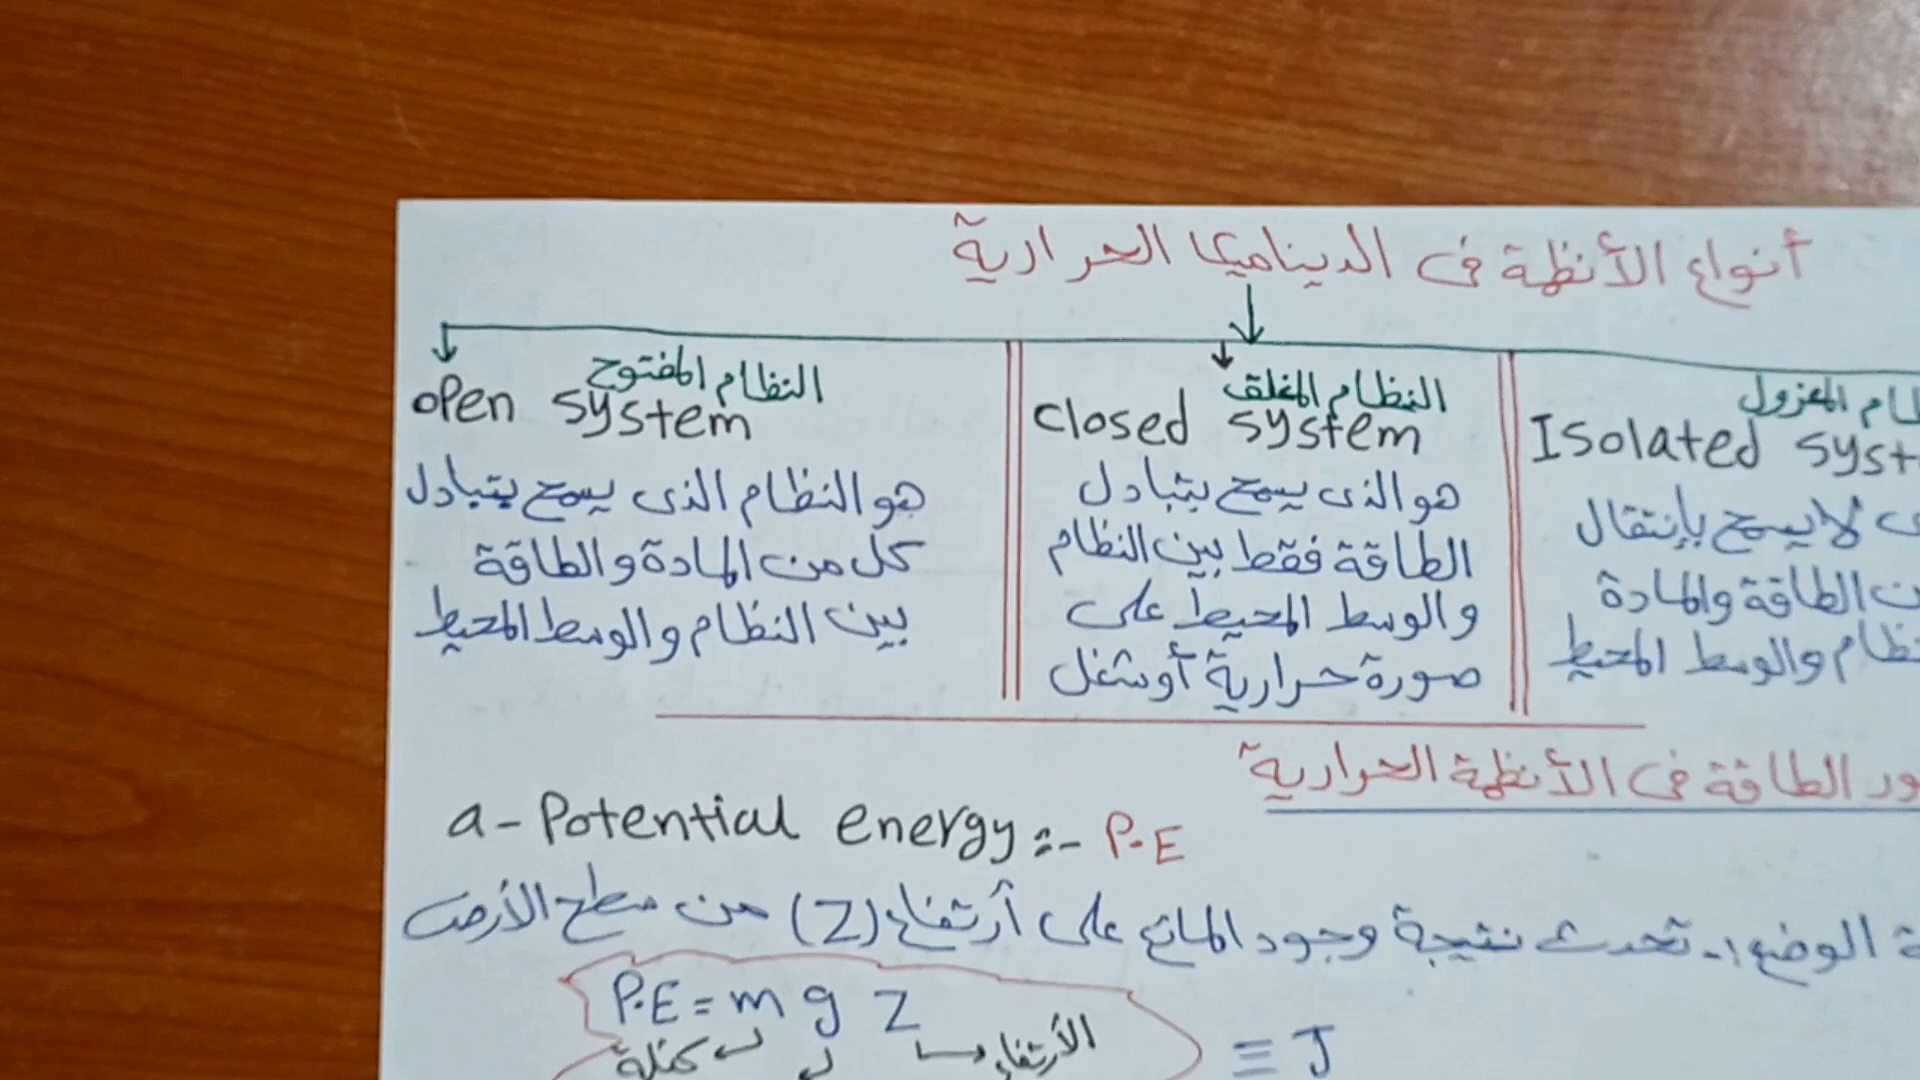 أنواع الأنظمة فى الديناميكا الحرارية
النظام المفتوح
open system
هو النظام الذى يسمح بتبادل
كل من المادة والطاقة
بين النظام والوسط المحيط
النظام المغلق
closed system
هو الذى يسمح بتبادل
الطاقة فقط بين النظام
والوسط المحيط على
صورة حرارية أو شغل
المعزول
Isolated
لا يسمح بإنتقال
الطاقة والمادة
والوسط المحيط
الطاقة فى الأنظمة الحرارية
a- Potential energy:- P.E
الوضع :- تحدث نتيجة وجود المائع على أرتفاع (Z) من سطح الأرض
P.E = m g Z
≡ J
كتلة
الأرتفاع